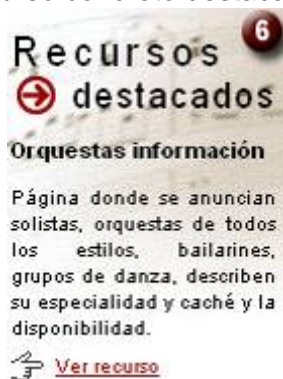 6
Recursos
destacados
Orquestas información
Página donde se anuncian
solistas, orquestas de todos
los estilos, bailarines,
grupos de danza, describen
su especialidad y caché y la
disponibilidad.
Ver recurso